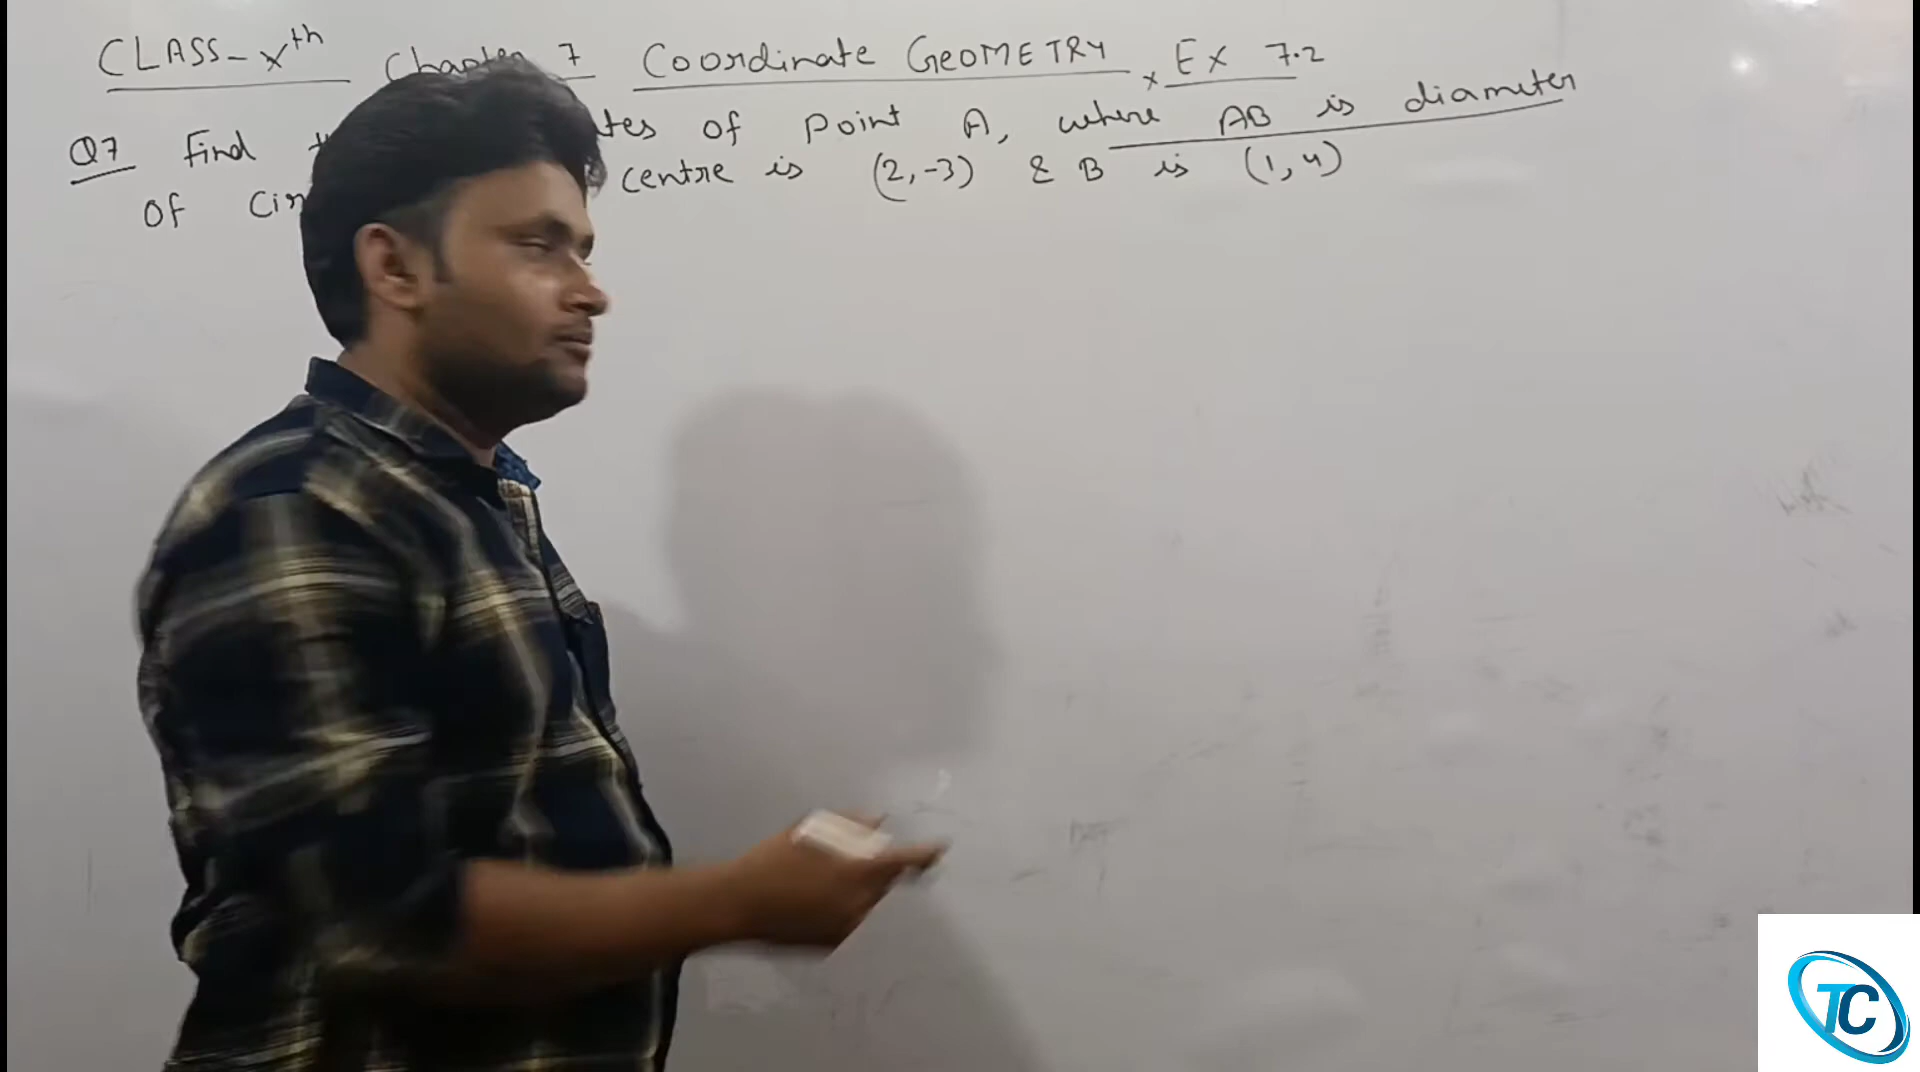 CLASS-Xth Chapter 7 Coordinate GEOMETRY Ex 7.2
Q7 Find of Point A, where AB is diameter
of centre is (2,-3) & B is (1,4)
TC